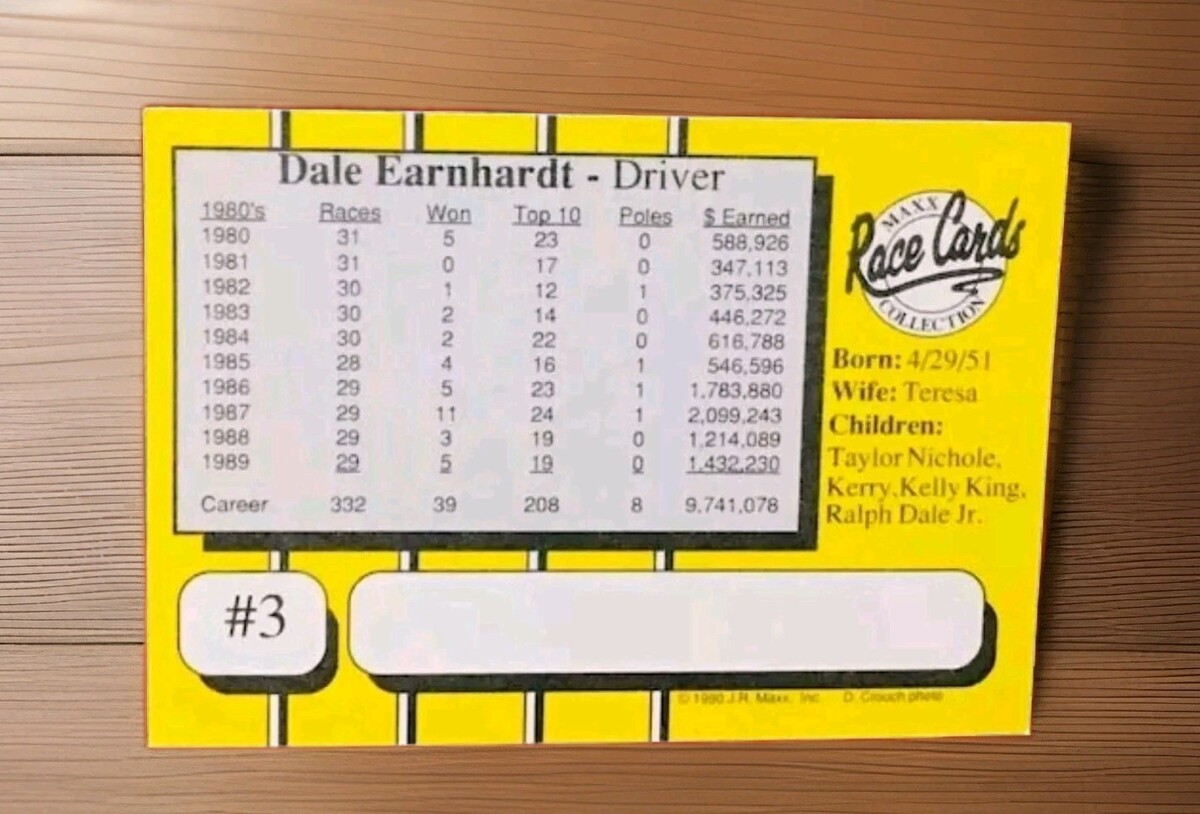 Dale Earnhardt - Driver
1980's Races Won Top 10 Poles $ Earned
1980 31 5 23 0 588,926
1981 31 0 17 0 347,113
1982 30 1 12 1 375,325
1983 30 2 14 0 446,272
1984 30 2 22 0 616,788
1985 28 4 16 1 546,596
1986 29 5 23 1 1,783,880
1987 29 11 24 1 2,099,243
1988 29 3 19 0 1,214,089
1989 29 5 19 0 1,432,230
Career 332 39 208 8 9,741,078
MAXX
Race Cards
COLLECTION
Born: 4/29/51
Wife: Teresa
Children:
Taylor Nichole,
Kerry, Kelly King,
Ralph Dale Jr.
#3
© 1990 J.R. Maxx, Inc. D. Crouch photo